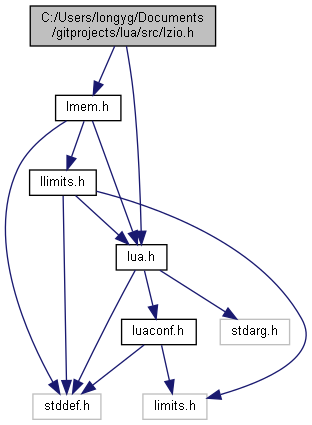 C:/Users/longyg/Documents
/gitprojects/lua/src/lzio.h
lmem.h
llimits.h
lua.h
luaconf.h
stdarg.h
stddef.h
limits.h